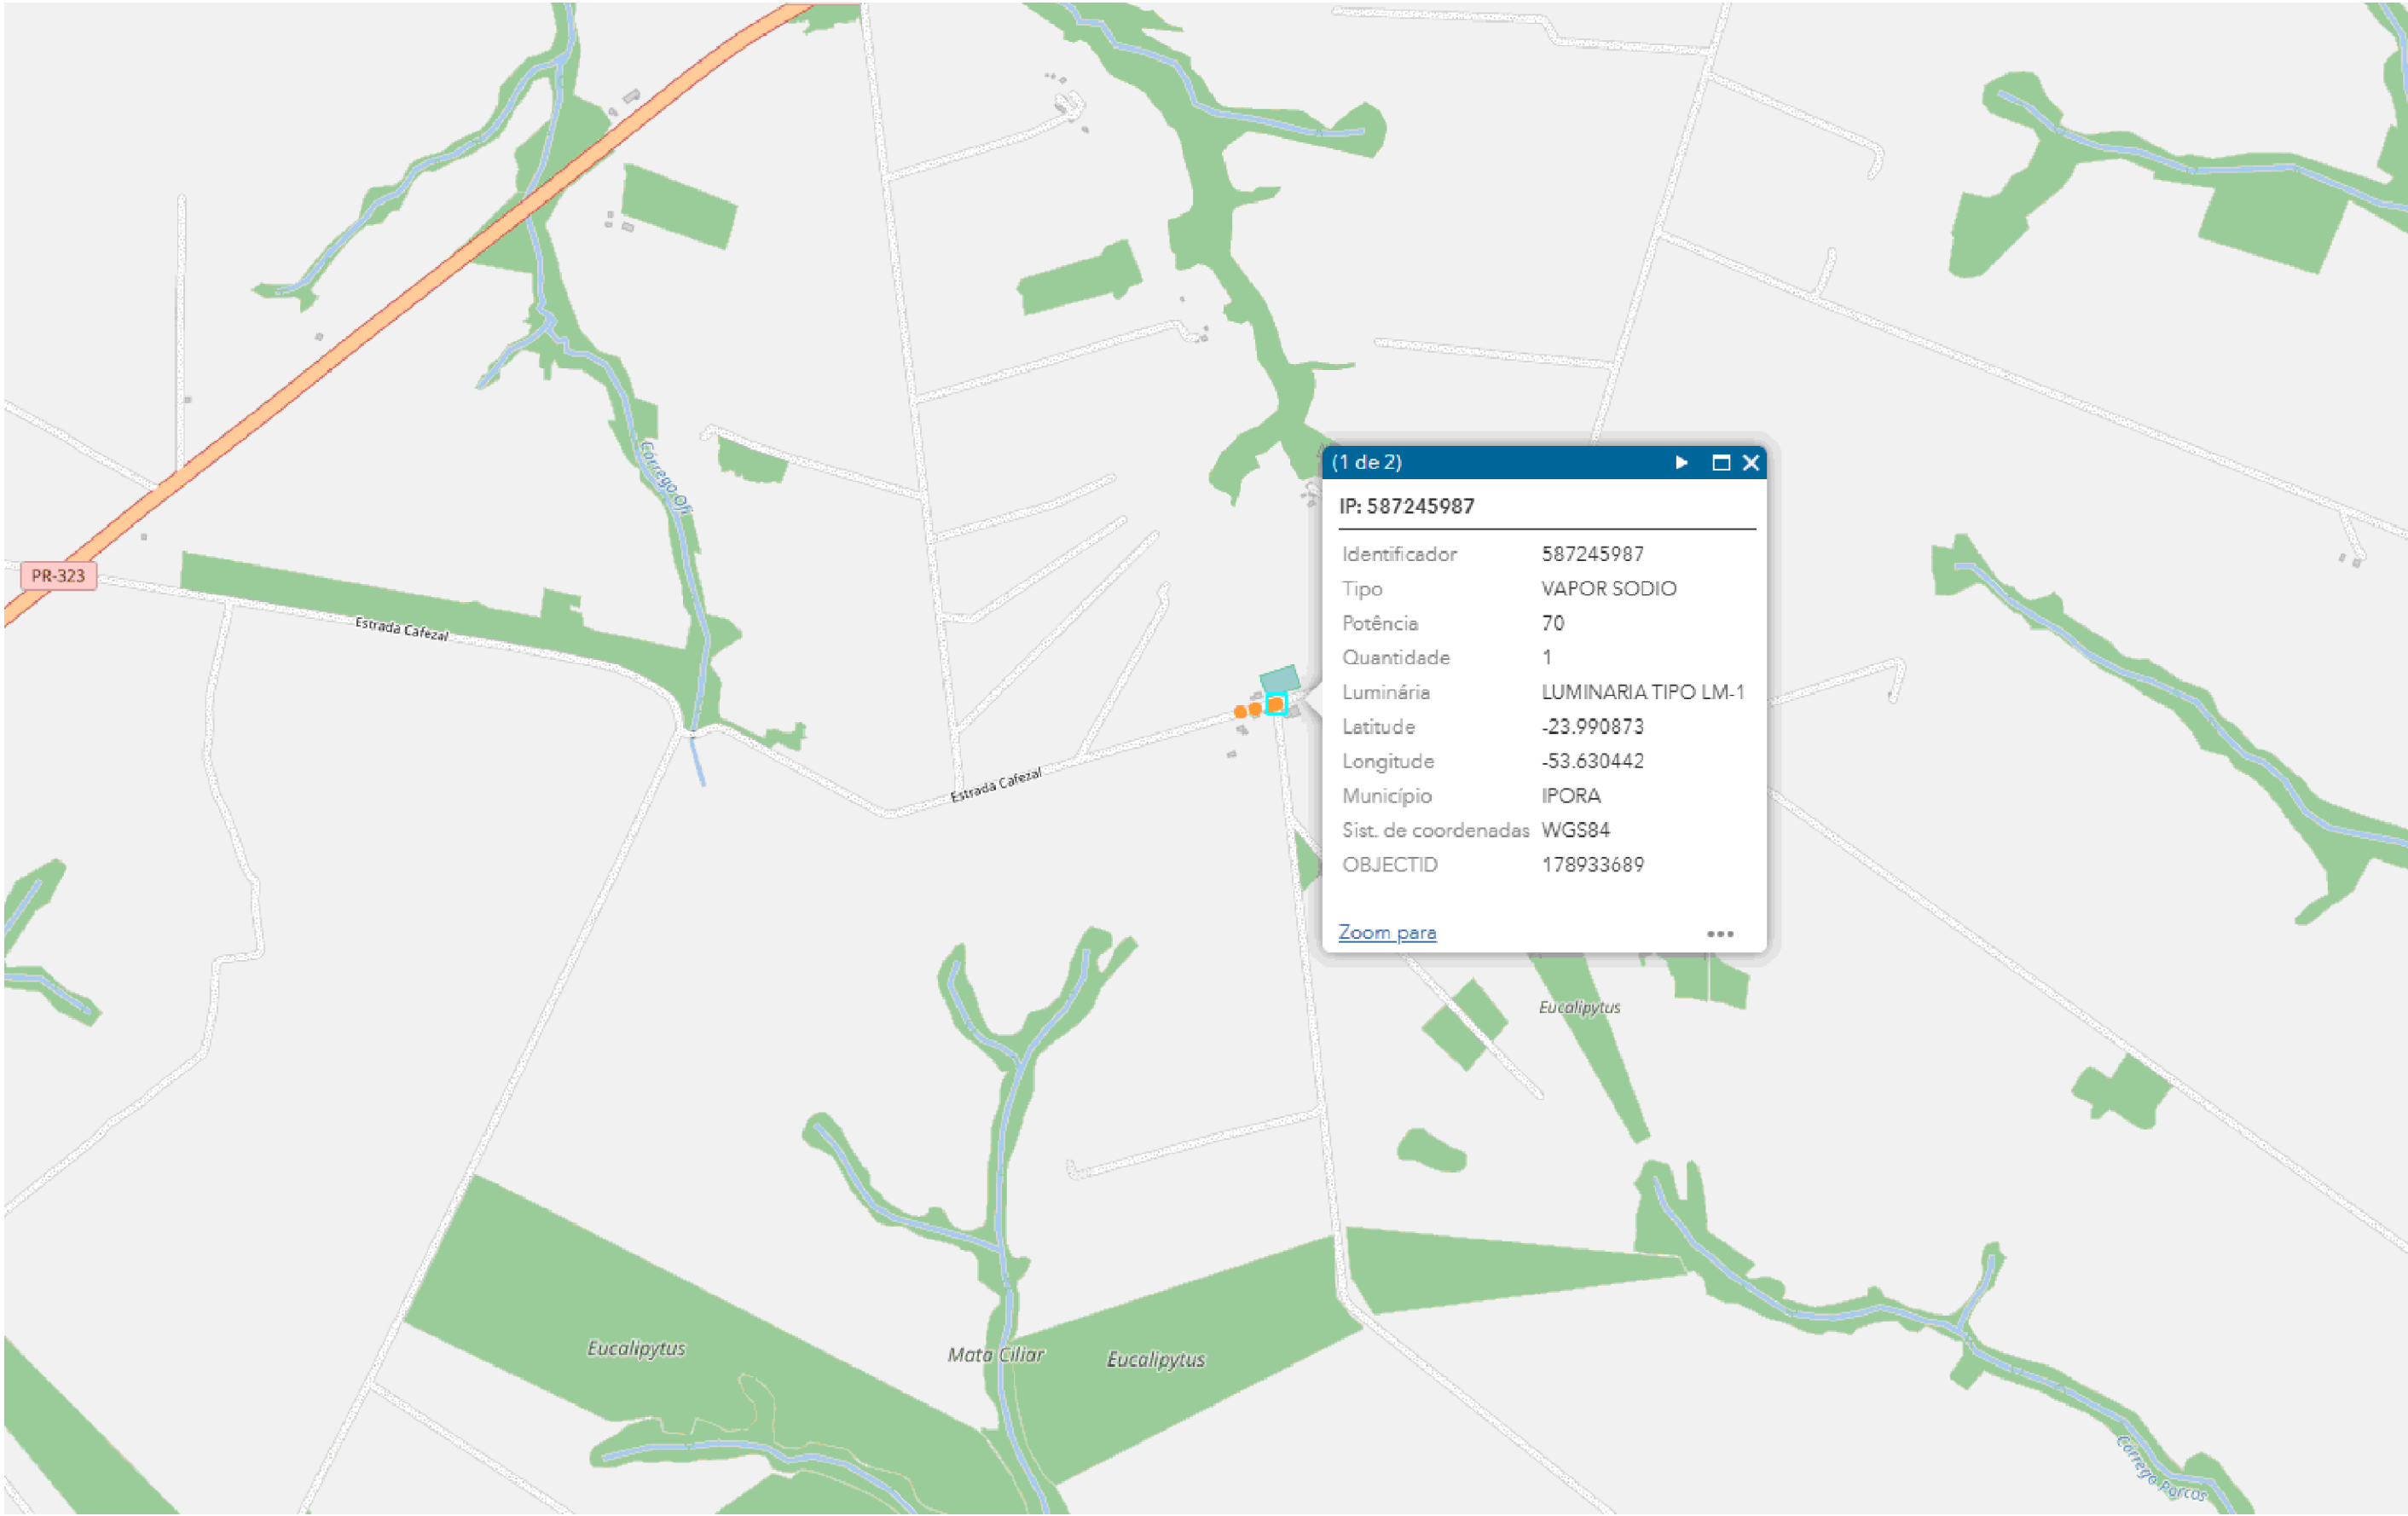 Córrego Ofi
(1 de 2)
IP: 587245987
Identificador 587245987
PR-323
Tipo VAPOR SODIO
Estrada Cafezal
Potência 70
Quantidade 1
Luminária LUMINARIA TIPO LM-1
Latitude -23.990873
Longitude -53.630442
Estrada Cafezal
Município IPORA
Sist. de coordenadas WGS84
OBJECTID 178933689
Zoom para
Eucalipytus
Eucalipytus
Mata Ciliar
Eucalipytus
Córrego Porcos